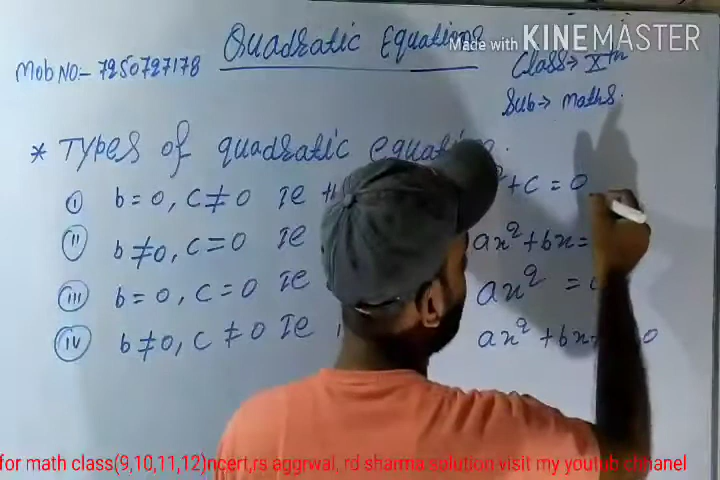 Quadratic Equations
Made with KINEMASTER
Mob No:- 7250727178
Class→ Xth
Sub→ maths.
* Types of quadratic equation.
(i) b=0, c≠0 Ie +c=0
(ii) b≠0, c=0 Ie ax²+bx=
(iii) b=0, c=0 Ie ax² =
(iv) b≠0, c≠0 Ie ax²+bx+ 0
for math class(9,10,11,12)ncert,rs aggrwal, rd sharma solution visit my youtub chhanel